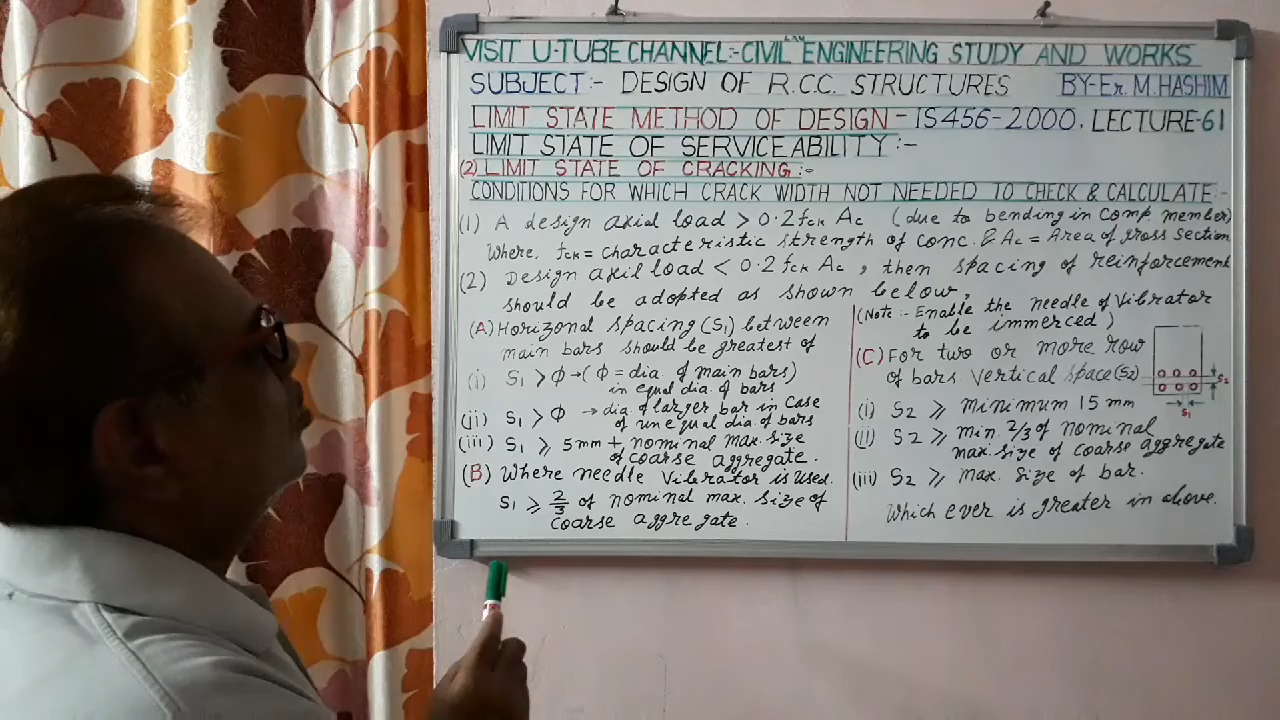 VISIT U-TUBE CHANNEL:-CIVIL ENGINEERING STUDY AND WORKS
SUBJECT:- DESIGN OF R.C.C. STRUCTURES BY-Er. M.HASHIM
LIMIT STATE METHOD OF DESIGN-IS456-2000, LECTURE-61
LIMIT STATE OF SERVICEABILITY:-
(2) LIMIT STATE OF CRACKING:-
CONDITIONS FOR WHICH CRACK WIDTH NOT NEEDED TO CHECK & CALCULATE:-
(1) A design axial load > 0.2 fck Ac (due to bending in comp. member)
Where, fck = characteristic strength of conc. & Ac = Area of gross section
(2) Design axil load < 0.2 fck Ac, then spacing of reinforcement
should be adopted as shown below,
(A) Horizonal spacing (S1) between
main bars should be greatest of
(i) S1 > Φ → (Φ = dia. of main bars)
in equal dia. of bars
(ii) S1 > Φ → dia. of larger bar in case
of un equal dia. of bars
(iii) S1 ⩾ 5mm + nominal max. size
of coarse aggregate.
(B) Where needle vibrator is used.
S1 ⩾ 2/3 of nominal max. size of
coarse aggregate.
(Note :- Enable the needle of vibrator
to be immerced)
(C) For two or more row
of bars vertical space (S2)
S2
S1
(i) S2 ⩾ minimum 15 mm
(ii) S2 ⩾ min. 2/3 of nominal
max. size of coarse aggregate
(iii) S2 ⩾ max. size of bar.
Which ever is greater in above.